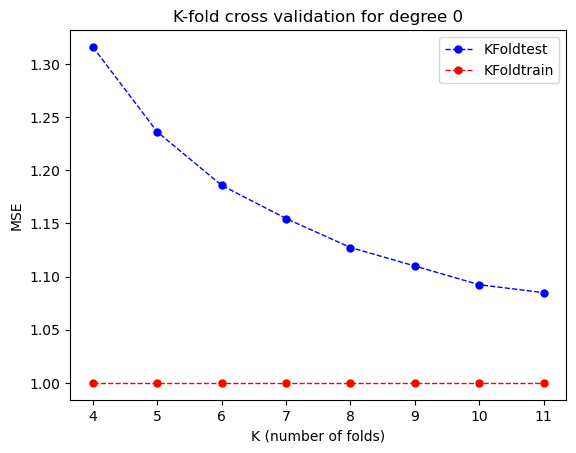 K-fold cross validation for degree 0
KFoldtest
KFoldtrain
1.30
1.25
1.20
1.15
1.10
1.05
1.00
MSE
4 5 6 7 8 9 10 11
K (number of folds)